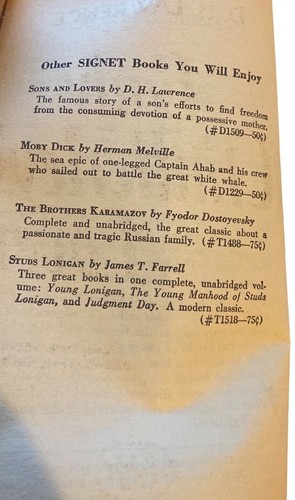 Other SIGNET Books You Will Enjoy
SONS AND LOVERS by D. H. Lawrence
The famous story of a son's efforts to find freedom
from the consuming devotion of a possessive mother.
(#D1509—50¢)
MOBY DICK by Herman Melville
The sea epic of one-legged Captain Ahab and his crew
who sailed out to battle the great white whale.
(#D1229—50¢)
THE BROTHERS KARAMAZOV by Fyodor Dostoyevsky
Complete and unabridged, the great classic about a
passionate and tragic Russian family. (#T1488—75¢)
STUDS LONIGAN by James T. Farrell
Three great books in one complete, unabridged vol-
ume: Young Lonigan, The Young Manhood of Studs
Lonigan, and Judgment Day. A modern classic.
(#T1518—75¢)